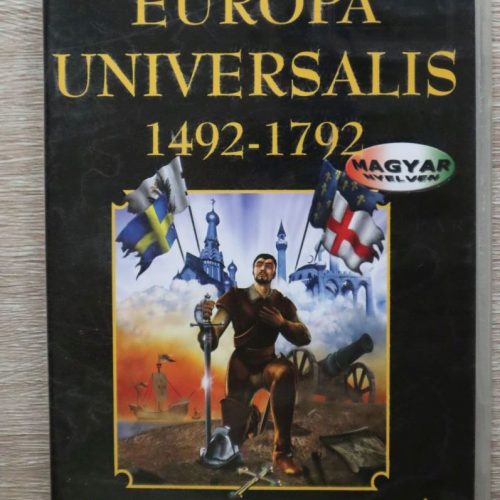 EUROPA
UNIVERSALIS
1492-1792
MAGYAR
NYELVEN